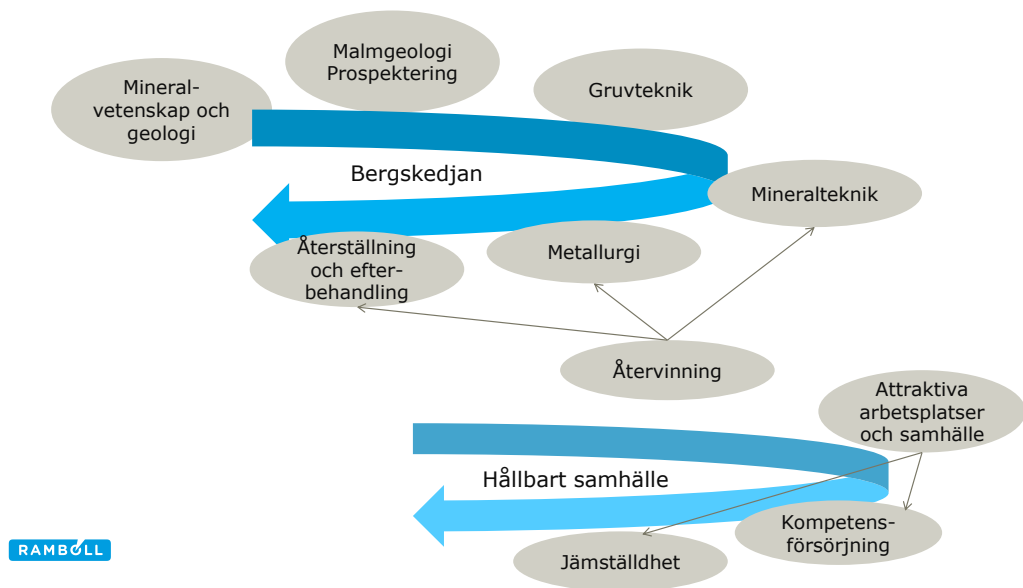 Malmgeologi
Prospektering
Mineral-
vetenskap och
geologi
Gruvteknik
Bergskedjan
Mineralteknik
Återställning
och efter-
behandling
Metallurgi
Återvinning
Attraktiva
arbetsplatser
och samhälle
Hållbart samhälle
Kompetens-
försörjning
Jämställdhet
RAMBOLL